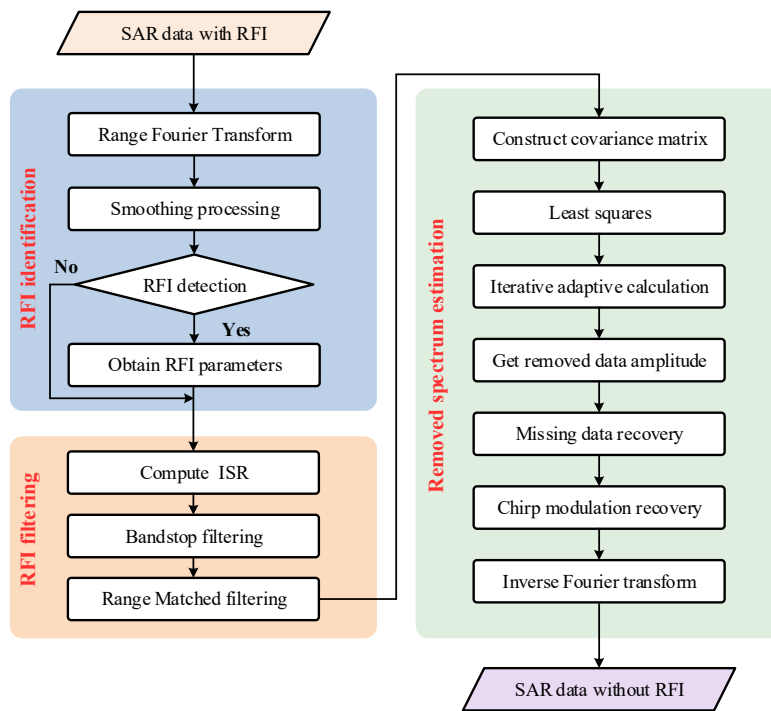 SAR data with RFI
RFI identification
Range Fourier Transform
Smoothing processing
No
RFI detection
Yes
Obtain RFI parameters
RFI filtering
Compute ISR
Bandstop filtering
Range Matched filtering
Removed spectrum estimation
Construct covariance matrix
Least squares
Iterative adaptive calculation
Get removed data amplitude
Missing data recovery
Chirp modulation recovery
Inverse Fourier transform
SAR data without RFI